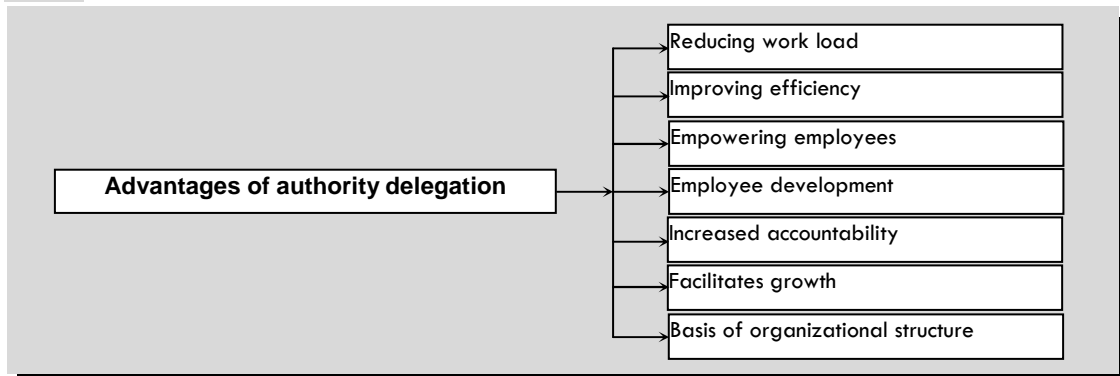 Advantages of authority delegation
Reducing work load
Improving efficiency
Empowering employees
Employee development
Increased accountability
Facilitates growth
Basis of organizational structure